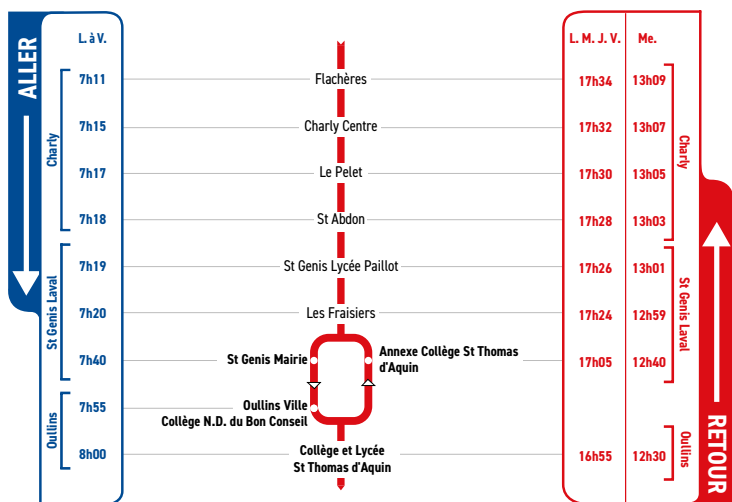 ALLER
L. à V.
L. M. J. V. Me.
7h11 Flachères 17h34 13h09
7h15 Charly Centre 17h32 13h07
Charly
Charly
7h17 Le Pelet 17h30 13h05
7h18 St Abdon 17h28 13h03
7h19 St Genis Lycée Paillot 17h26 13h01
7h20 Les Fraisiers 17h24 12h59
St Genis Laval
St Genis Laval
7h40 St Genis Mairie Annexe Collège St Thomas 17h05 12h40
d'Aquin
7h55 Oullins Ville
Collège N.D. du Bon Conseil
Oullins
Oullins
8h00 Collège et Lycée 16h55 12h30
St Thomas d'Aquin
RETOUR